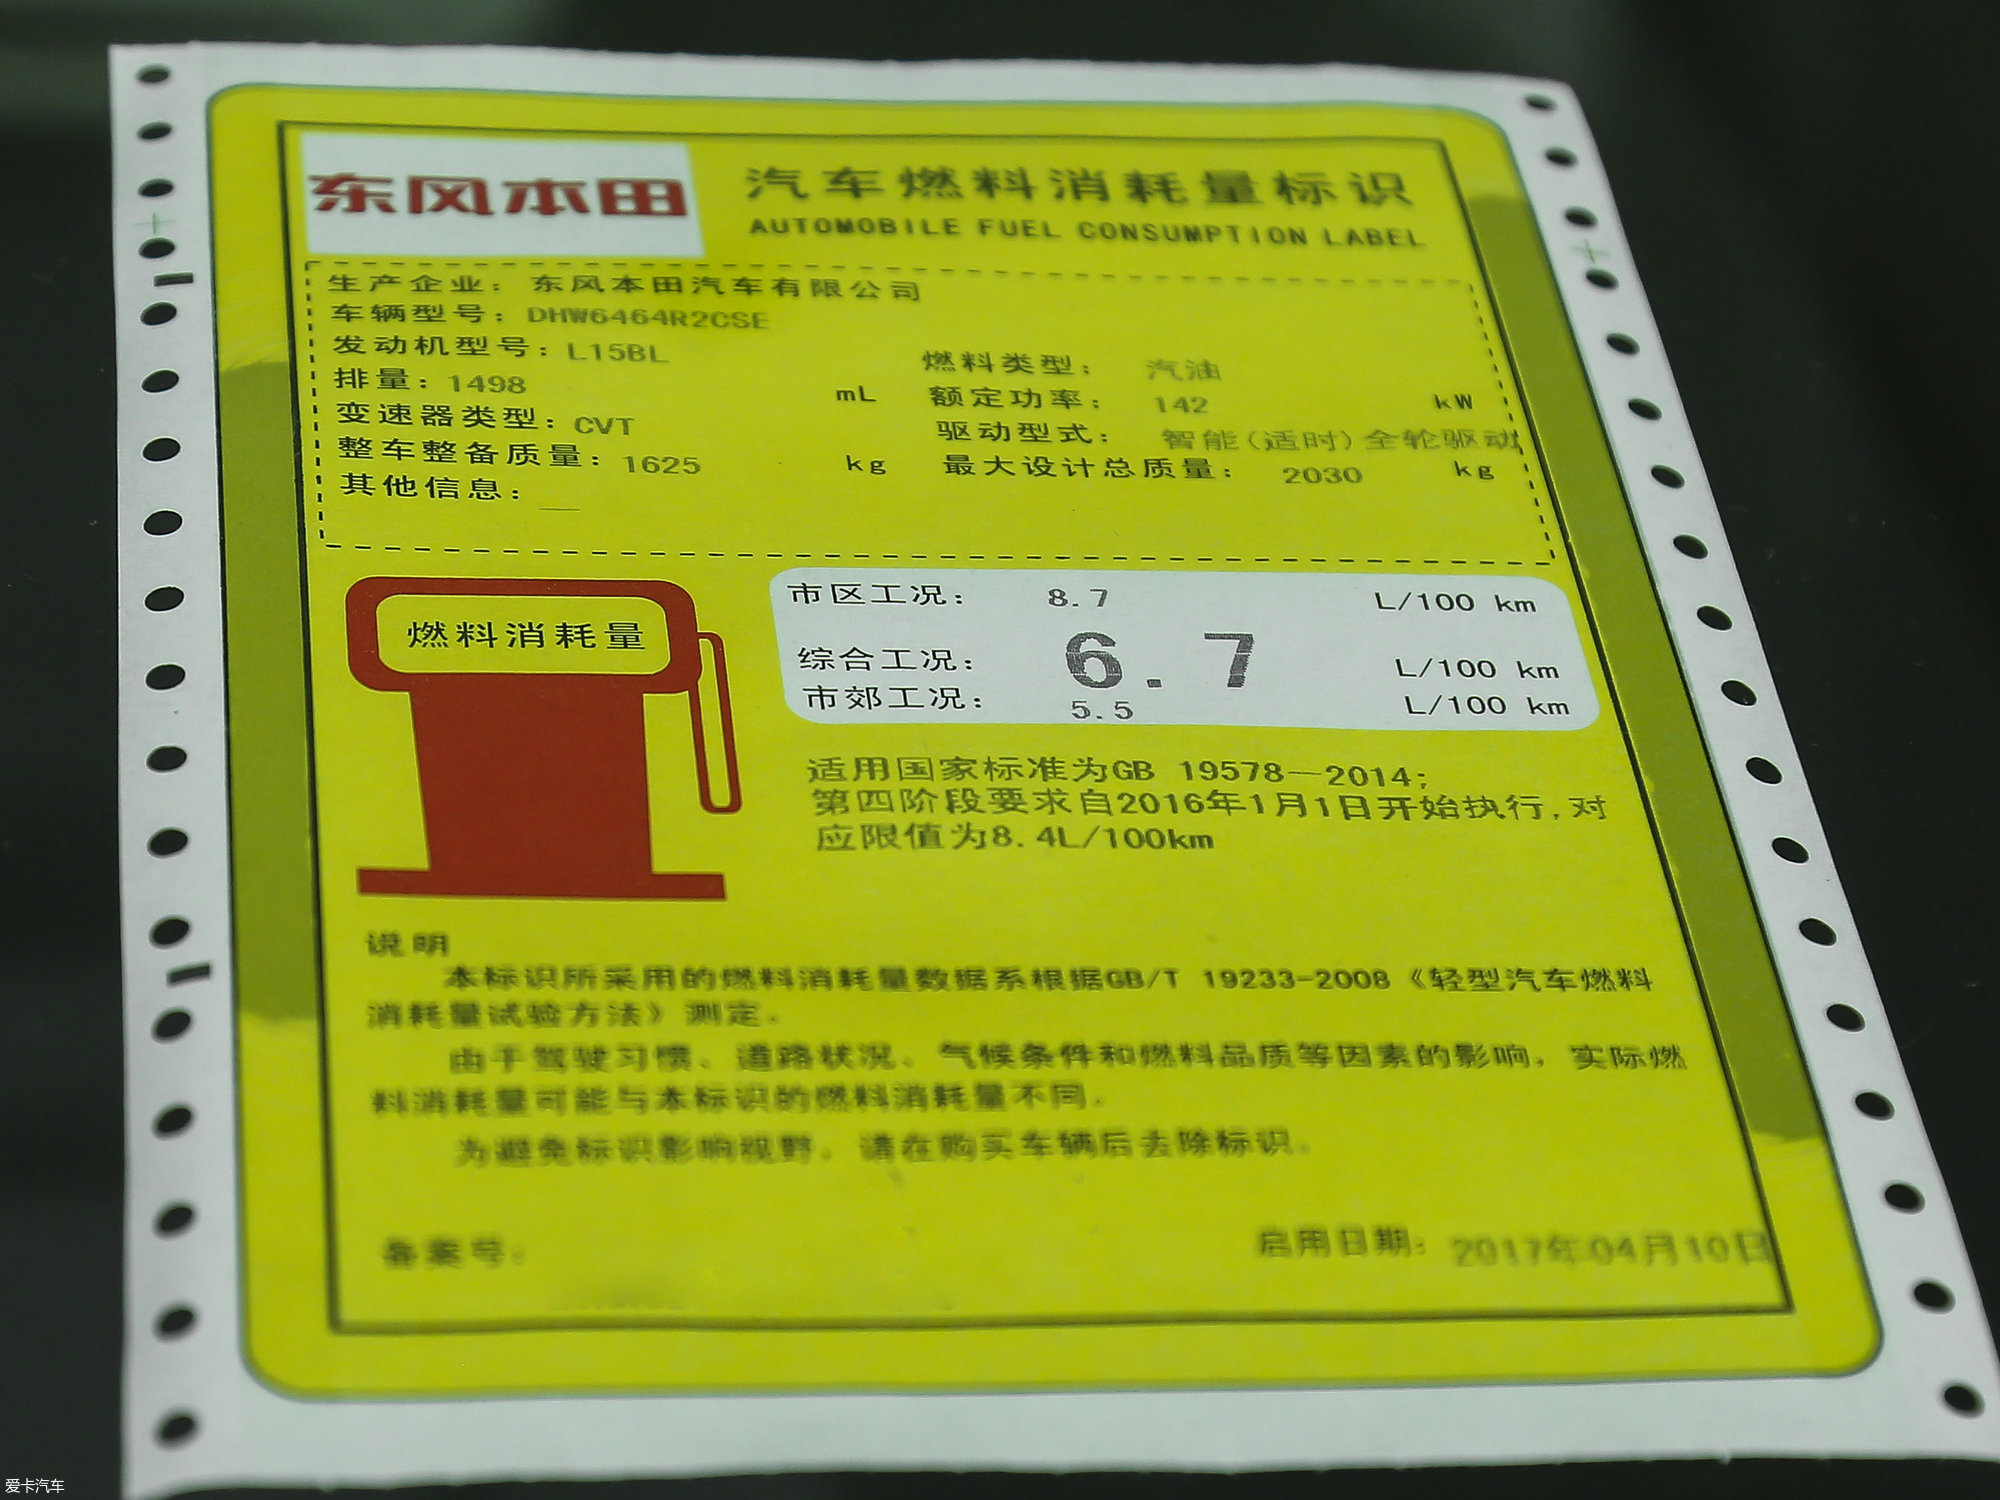 东风本田
汽车燃料消耗量标识
AUTOMOBILE FUEL CONSUMPTION LABEL
生产企业：东风本田汽车有限公司
车辆型号：DHW6464R2CSE
发动机型号：L15BL
燃料类型： 汽油
排量：1498 mL
额定功率： 142 kW
变速器类型：CVT
驱动型式： 智能(适时)全轮驱动
整车整备质量：1625 kg
最大设计总质量： 2030 kg
其他信息：__
燃料消耗量
市区工况： 8.7 L/100 km
综合工况： 6.7 L/100 km
市郊工况： 5.5 L/100 km
适用国家标准为GB 19578—2014;
第四阶段要求自2016年1月1日开始执行,对
应限值为8.4L/100km
说明
本标识所采用的燃料消耗量数据系根据GB/T 19233-2008《轻型汽车燃料
消耗量试验方法》测定。
由于驾驶习惯、道路状况、气候条件和燃料品质等因素的影响，实际燃
料消耗量可能与本标识的燃料消耗量不同。
为避免标识影响视野，请在购买车辆后去除标识。
备案号：
启用日期：2017年04月10日
爱卡汽车